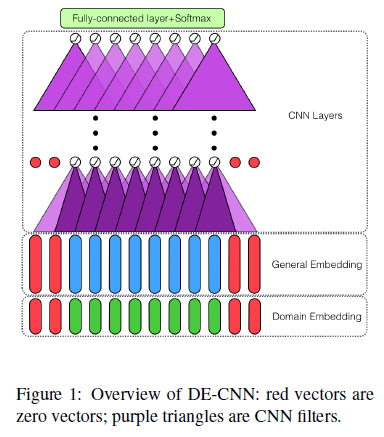 Fully-connected layer+Softmax
CNN Layers
General Embedding
Domain Embedding
Figure 1: Overview of DE-CNN: red vectors are
zero vectors; purple triangles are CNN filters.